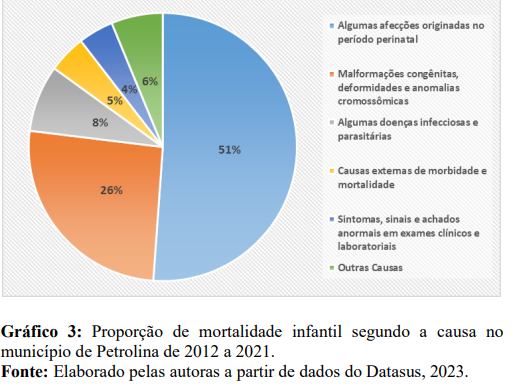 51%
26%
8%
5%
4%
6%
Algumas afecções originadas no
período perinatal
Malformações congênitas,
deformidades e anomalias
cromossômicas
Algumas doenças infecciosas e
parasitárias
Causas externas de morbidade e
mortalidade
Sintomas, sinais e achados
anormais em exames clínicos e
laboratoriais
Outras Causas
Gráfico 3: Proporção de mortalidade infantil segundo a causa no
município de Petrolina de 2012 a 2021.
Fonte: Elaborado pelas autoras a partir de dados do Datasus, 2023.